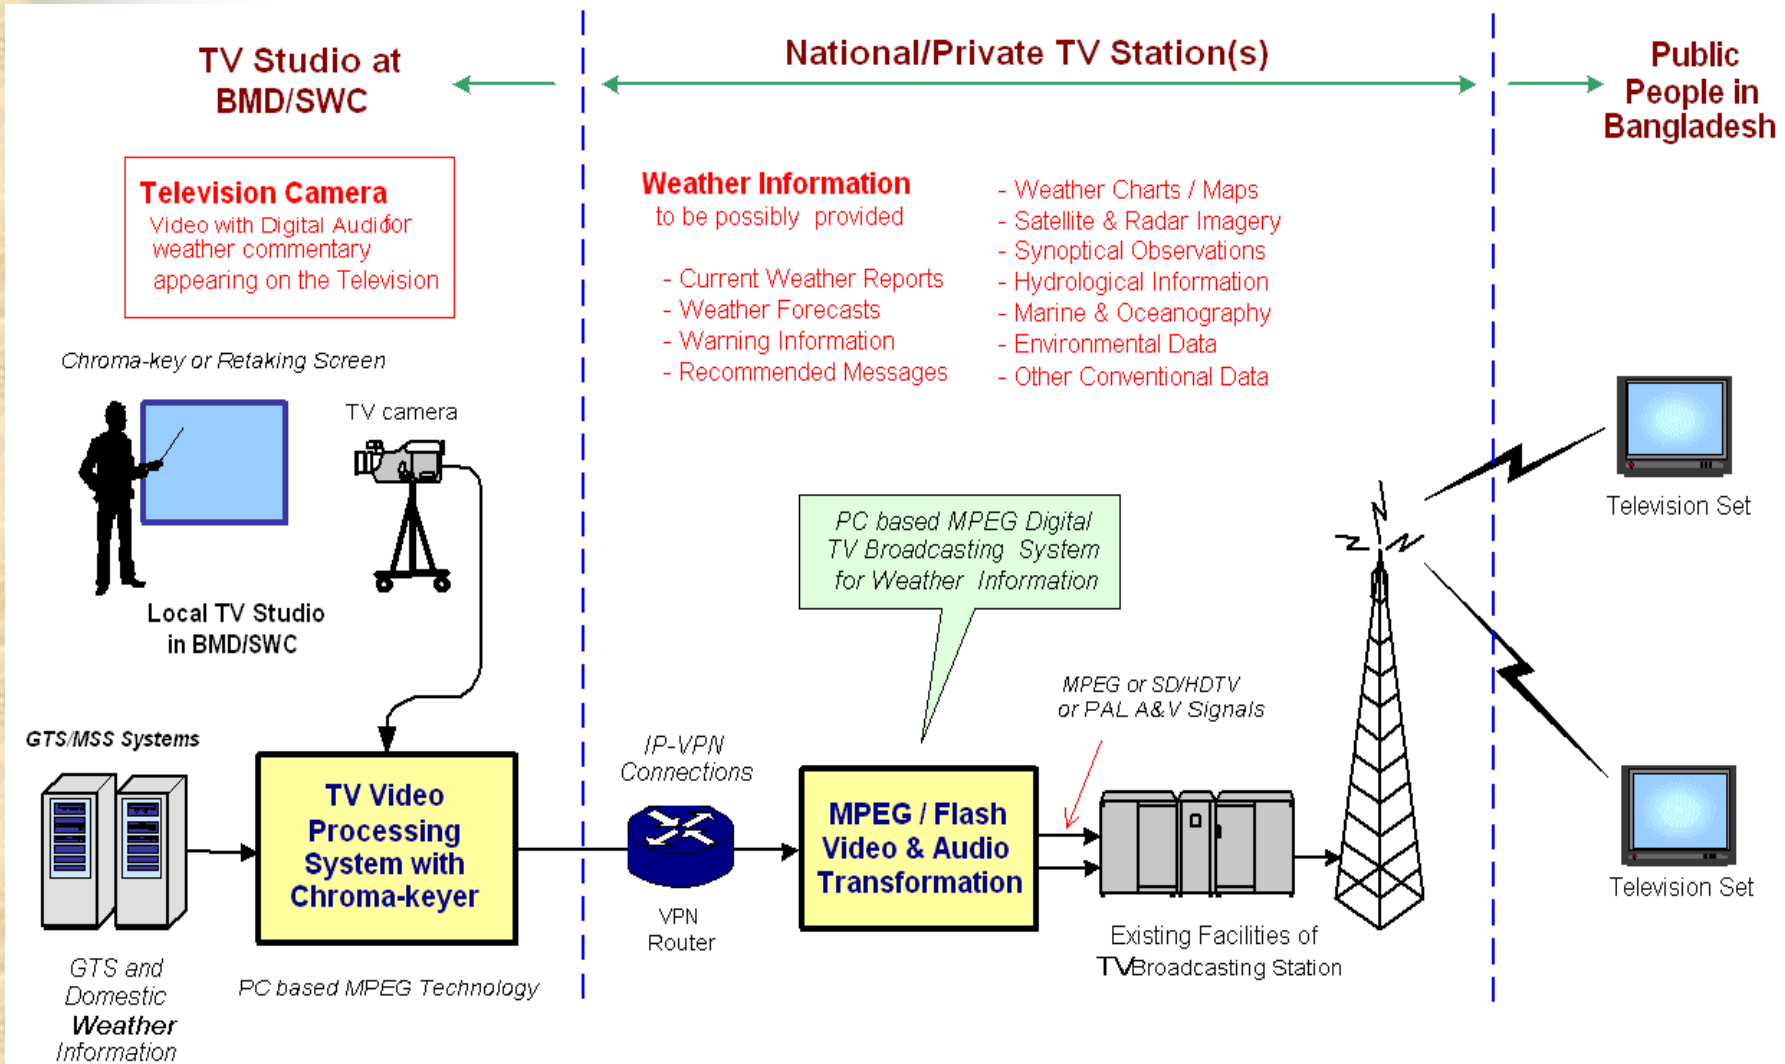 TV Studio at
BMD/SWC
National/Private TV Station(s)
Public
People in
Bangladesh
Television Camera
Video with Digital Audiofor
weather commentary
appearing on the Television
Weather Information
to be possibly provided
- Current Weather Reports
- Weather Forecasts
- Warning Information
- Recommended Messages
- Weather Charts / Maps
- Satellite & Radar Imagery
- Synoptical Observations
- Hydrological Information
- Marine & Oceanography
- Environmental Data
- Other Conventional Data
Chroma-key or Retaking Screen
TV camera
Local TV Studio
in BMD/SWC
PC based MPEG Digital
TV Broadcasting System
for Weather Information
Television Set
MPEG or SD/HDTV
or PAL A&V Signals
GTS/MSS Systems
TV Video
Processing
System with
Chroma-keyer
IP-VPN
Connections
VPN
Router
MPEG / Flash
Video & Audio
Transformation
Existing Facilities of
TVBroadcasting Station
Television Set
GTS and
Domestic
Weather
Information
PC based MPEG Technology